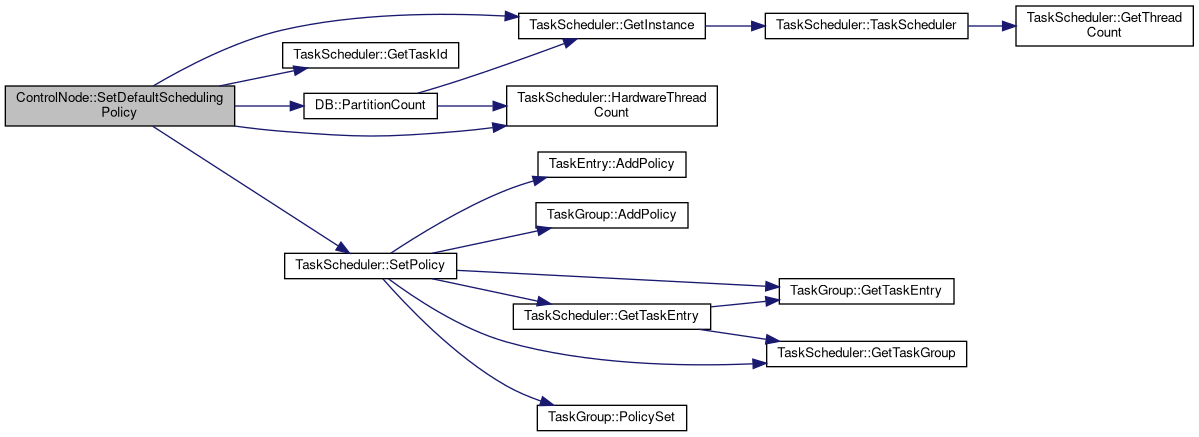 TaskScheduler::GetInstance
TaskScheduler::TaskScheduler
TaskScheduler::GetThread
Count
TaskScheduler::GetTaskId
ControlNode::SetDefaultScheduling
Policy
DB::PartitionCount
TaskScheduler::HardwareThread
Count
TaskEntry::AddPolicy
TaskGroup::AddPolicy
TaskScheduler::SetPolicy
TaskGroup::GetTaskEntry
TaskScheduler::GetTaskEntry
TaskScheduler::GetTaskGroup
TaskGroup::PolicySet